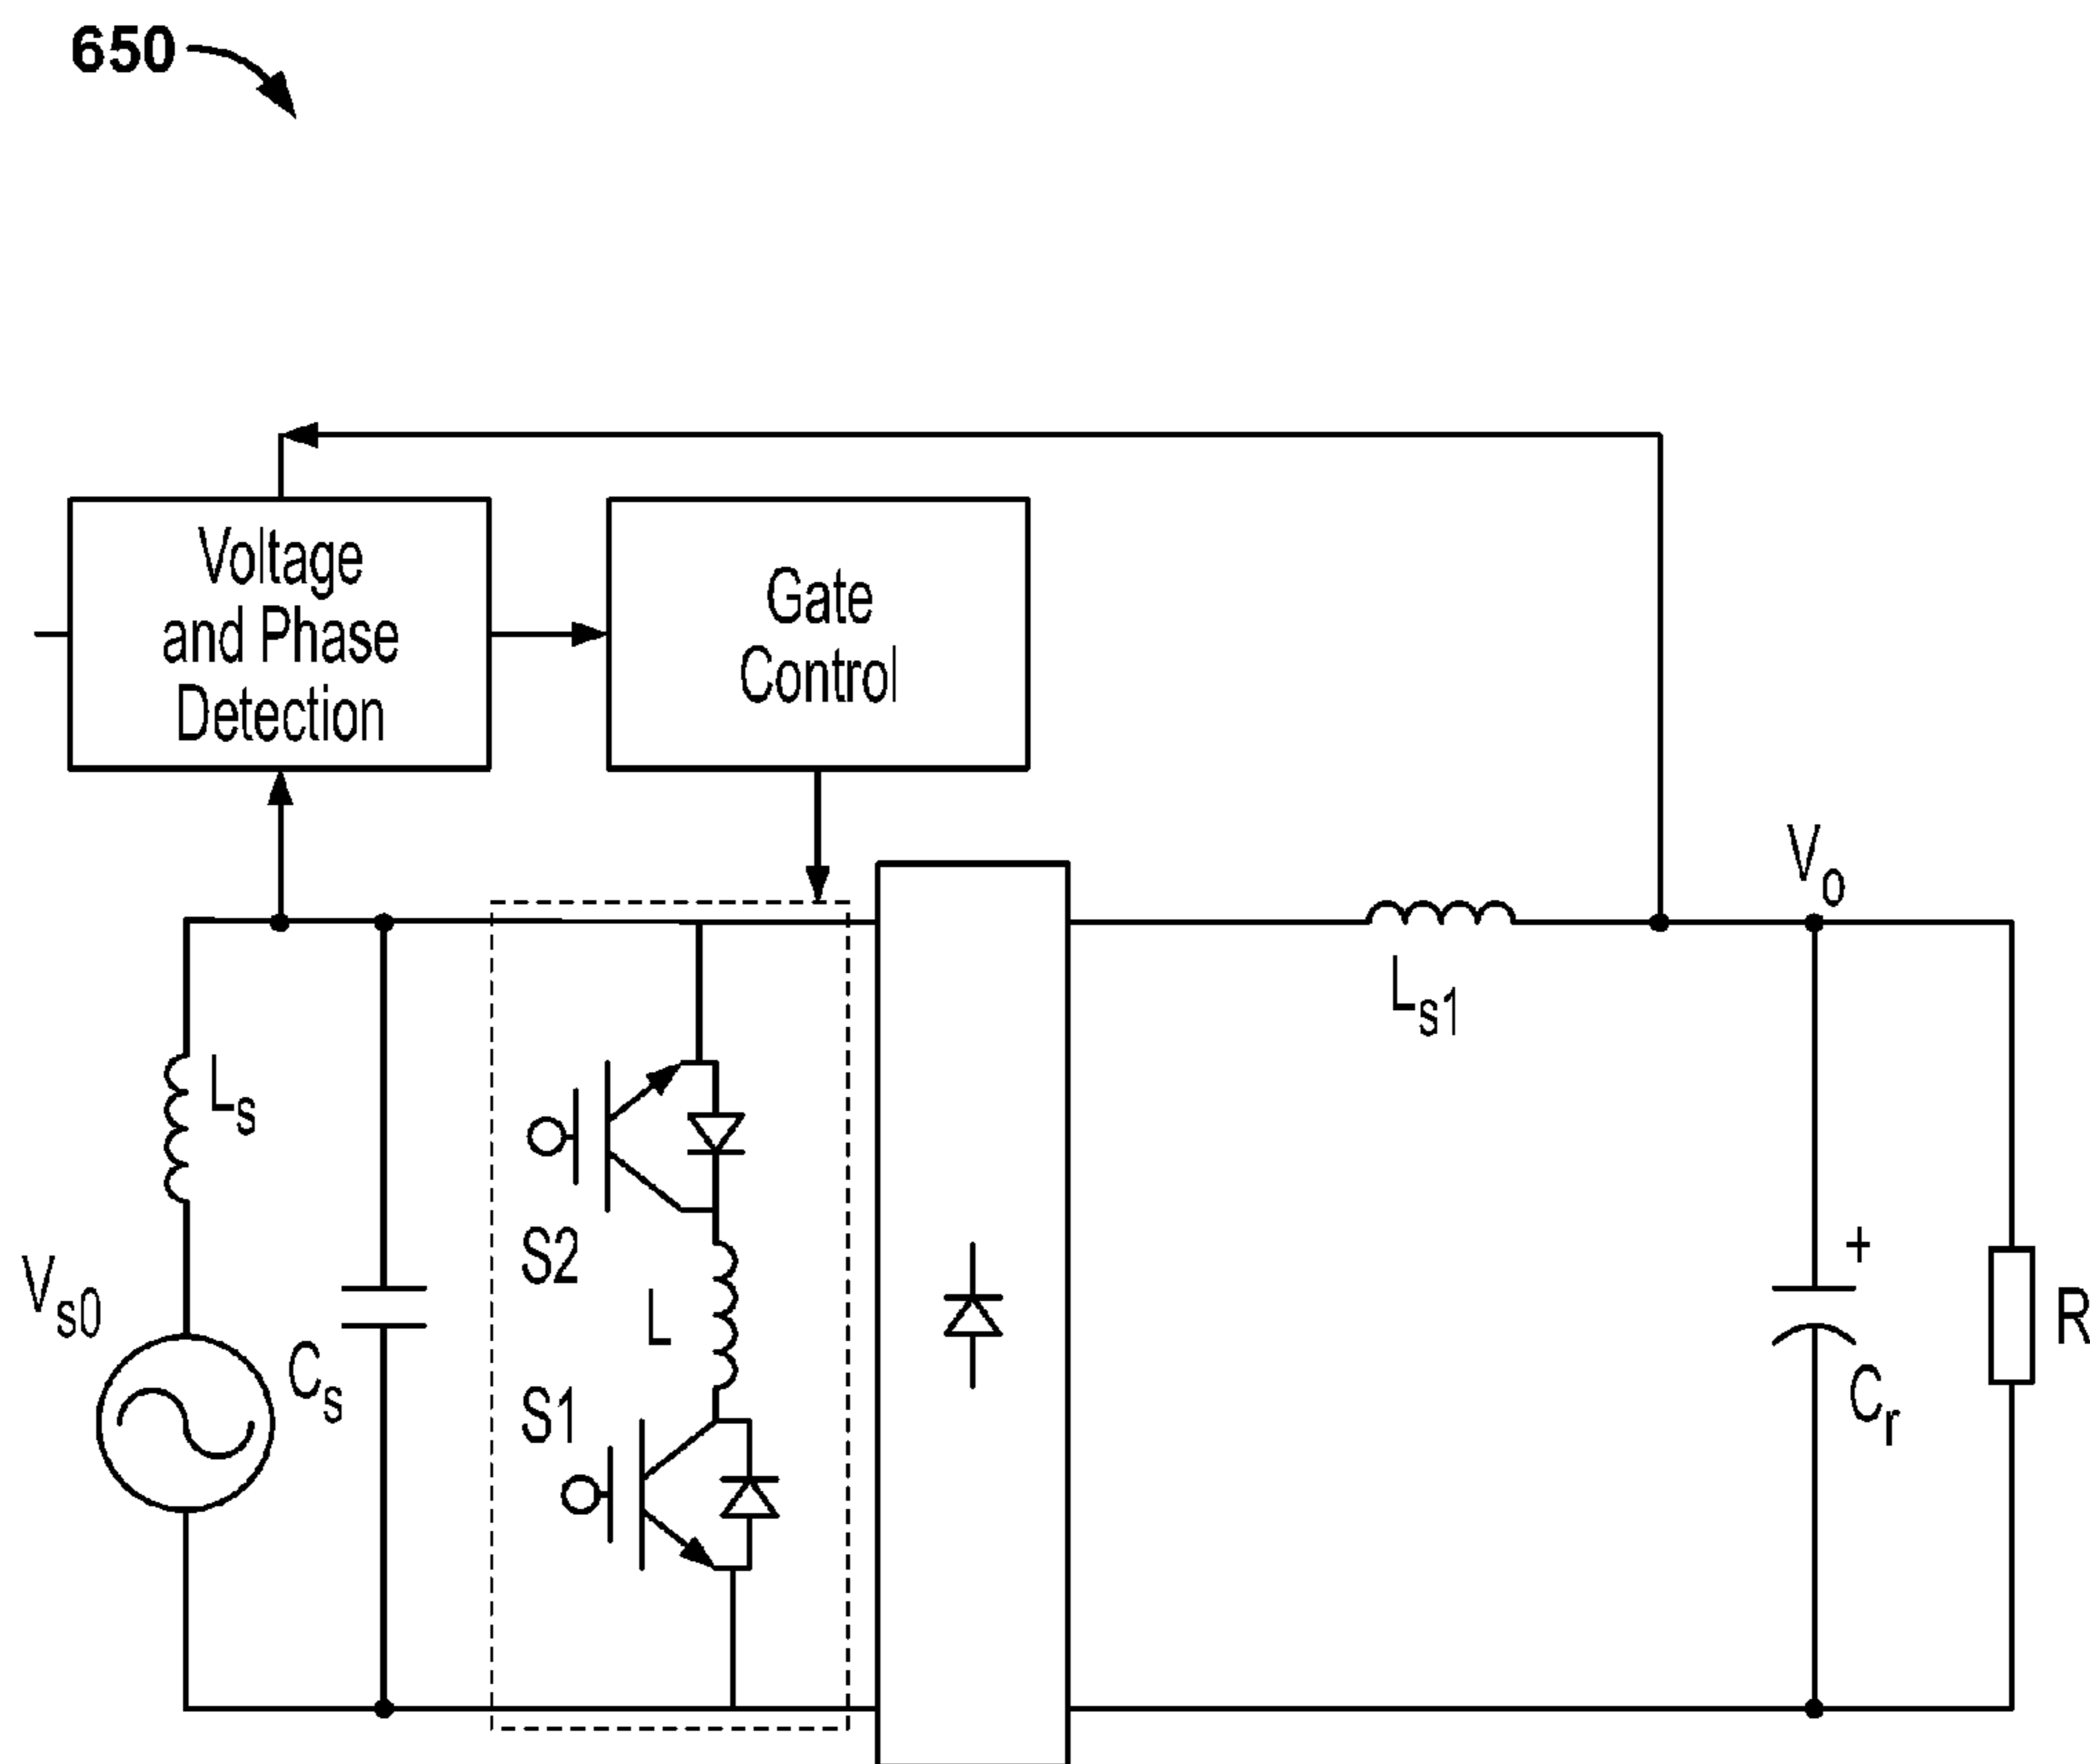 650
Voltage
and Phase
Detection
Gate
Control
Vo
Ls1
Ls
S2
Vs0
L
+
Cs
S1
Cr
R